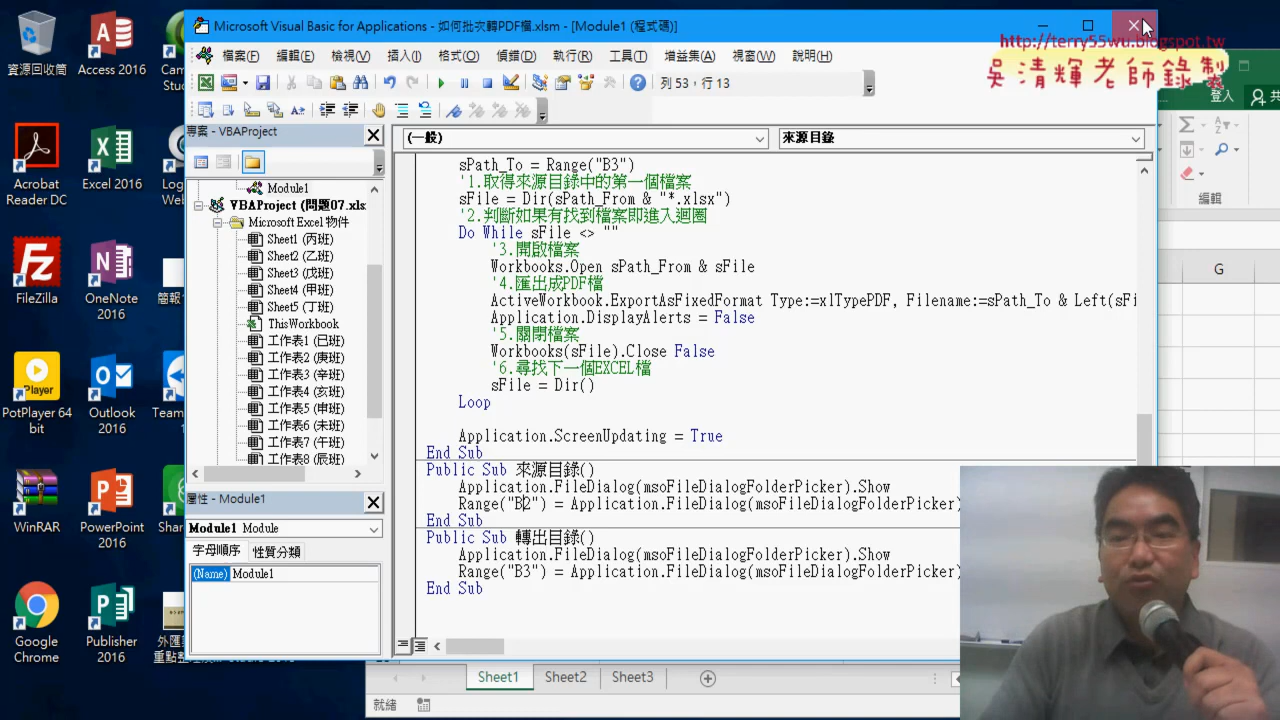 Microsoft Visual Basic for Applications - 如何批次轉PDF檔.xlsm - [Module1 (程式碼)]
http://terry55wu.blogspot.tw
吳清輝老師錄製
檔案(F) 編輯(E) 檢視(V) 插入(I) 格式(O) 偵錯(D) 執行(R) 工具(T) 增益集(A) 視窗(W) 說明(H)
列 53，行 13
登入
共
專案 - VBAProject
(一般)
來源目錄
Module1
VBAProject (問題07.xls
Microsoft Excel 物件
Sheet1 (丙班)
Sheet2 (乙班)
Sheet3 (戊班)
Sheet4 (甲班)
Sheet5 (丁班)
ThisWorkbook
工作表1 (巳班)
工作表2 (庚班)
工作表3 (辛班)
工作表4 (亥班)
工作表5 (申班)
工作表6 (未班)
工作表7 (午班)
工作表8 (辰班)
屬性 - Module1
Module1 Module
字母順序 性質分類
(Name) Module1
sPath_To = Range("B3")
'1.取得來源目錄中的第一個檔案
sFile = Dir(sPath_From & "*.xlsx")
'2.判斷如果有找到檔案即進入迴圈
Do While sFile <> ""
'3.開啟檔案
Workbooks.Open sPath_From & sFile
'4.匯出成PDF檔
ActiveWorkbook.ExportAsFixedFormat Type:=xlTypePDF, Filename:=sPath_To & Left(sFi
Application.DisplayAlerts = False
'5.關閉檔案
Workbooks(sFile).Close False
'6.尋找下一個EXCEL檔
sFile = Dir()
Loop
Application.ScreenUpdating = True
End Sub
Public Sub 來源目錄()
Application.FileDialog(msoFileDialogFolderPicker).Show
Range("B2") = Application.FileDialog(msoFileDialogFolderPicker)
End Sub
Public Sub 轉出目錄()
Application.FileDialog(msoFileDialogFolderPicker).Show
Range("B3") = Application.FileDialog(msoFileDialogFolderPicker)
End Sub
編輯
G
Sheet1 Sheet2 Sheet3
就緒
資源回收筒
Access 2016
Cam
Stud
Acrobat
Reader DC
Excel 2016
Log
Web
FileZilla
OneNote
2016
簡報
PotPlayer 64
bit
Outlook
2016
Team
WinRAR
PowerPoint
2016
Shar
Google
Chrome
Publisher
2016
外匯